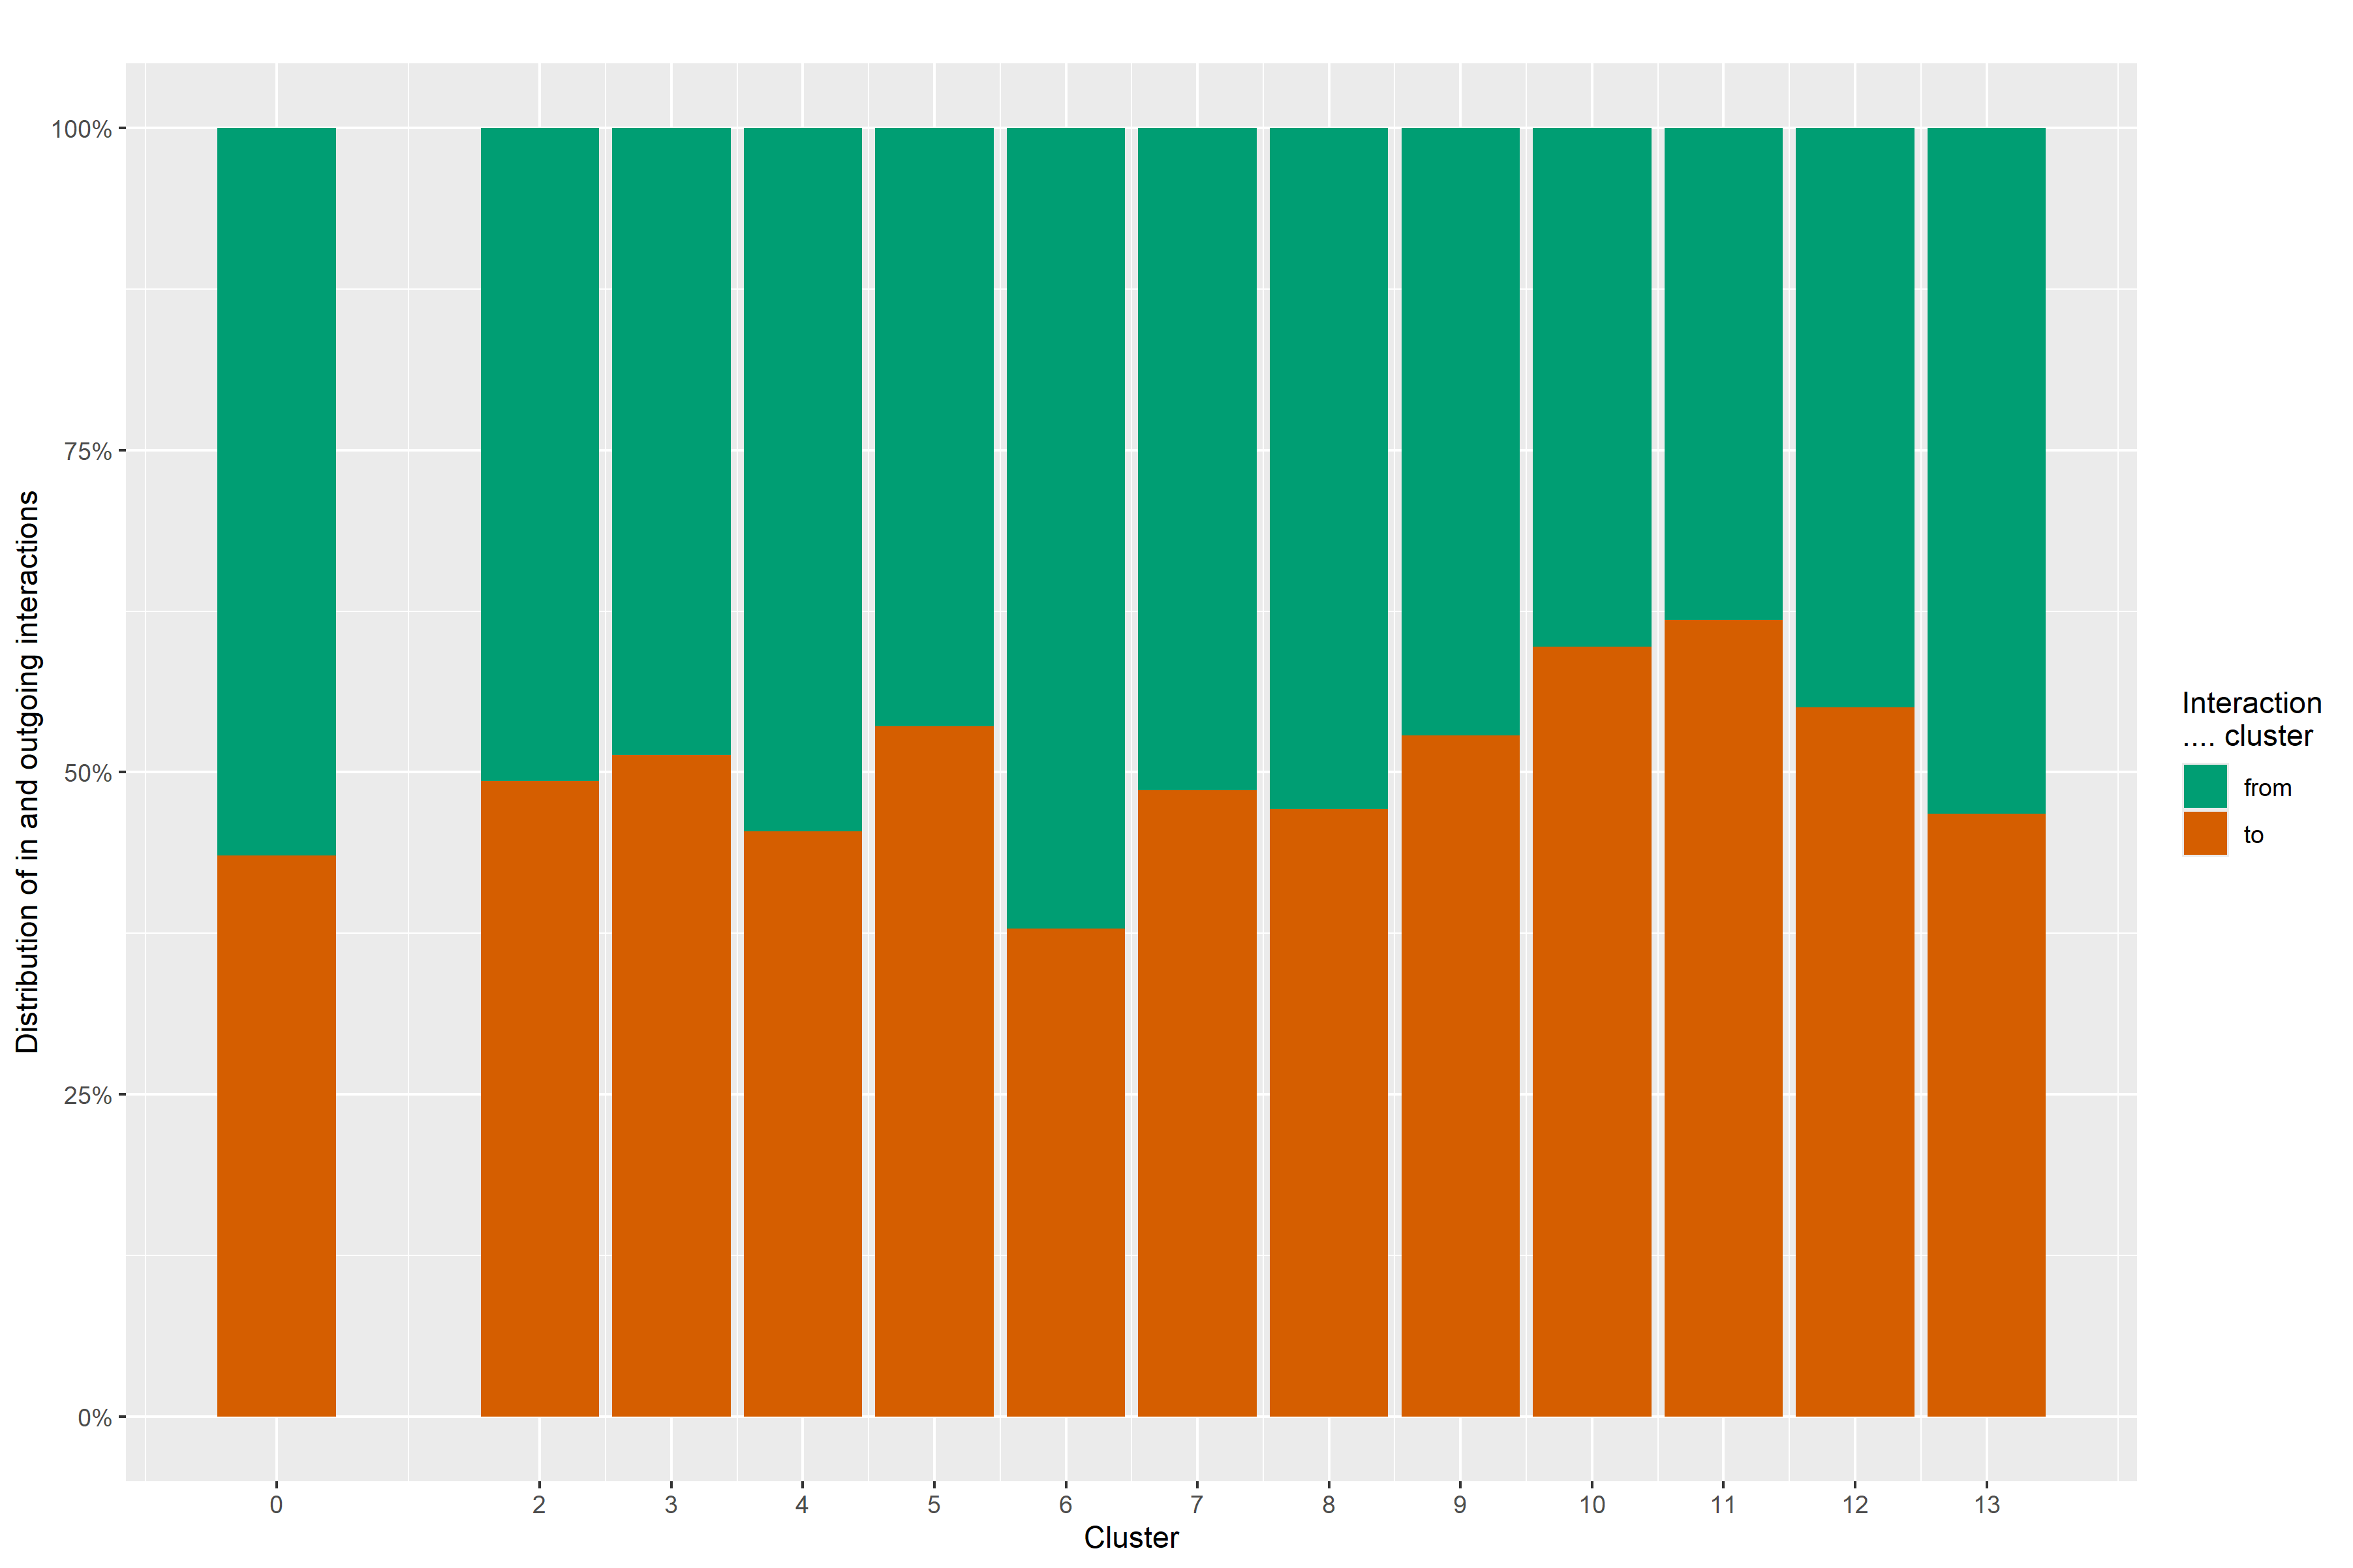 Distribution of in and outgoing interactions
100%
75%
50%
25%
0%
0 2 3 4 5 6 7 8 9 10 11 12 13
Cluster
Interaction
.... cluster
from
to